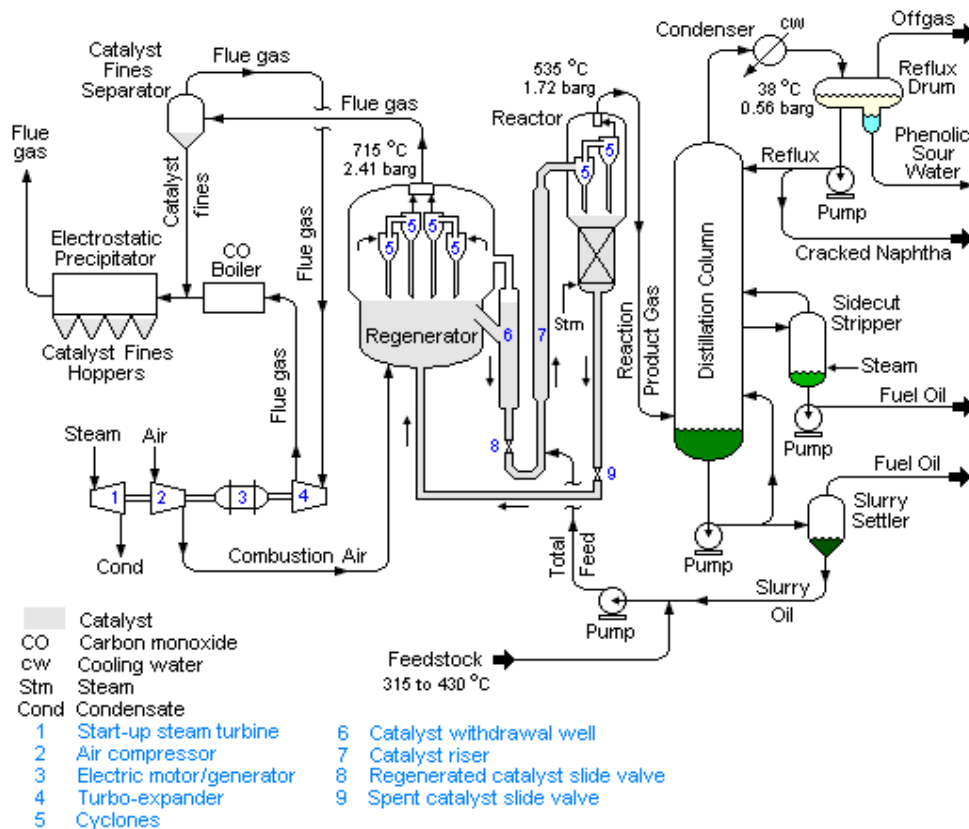 Catalyst
Fines
Separator
Flue gas
Flue gas
Flue
gas
Catalyst
fines
Flue gas
Electrostatic
Precipitator
CO
Boiler
Catalyst Fines
Hoppers
Flue gas
715 °C
2.41 barg
5
5
5
5
Regenerator
535 °C
1.72 barg
Reactor
5
5
6
7
Stm
8
9
Reaction
Product Gas
Condenser
cw
38 °C
0.56 barg
Offgas
Reflux
Drum
Phenolic
Sour
Water
Reflux
Pump
Cracked Naphtha
Distillation Column
Sidecut
Stripper
Steam
Fuel Oil
Pump
Fuel Oil
Slurry
Settler
Pump
Slurry
Oil
Total
Feed
Pump
Feedstock
315 to 430 °C
Steam
Air
1
2
3
4
Cond
Combustion Air
Catalyst
CO Carbon monoxide
cw Cooling water
Stm Steam
Cond Condensate
1 Start-up steam turbine
2 Air compressor
3 Electric motor/generator
4 Turbo-expander
5 Cyclones
6 Catalyst withdrawal well
7 Catalyst riser
8 Regenerated catalyst slide valve
9 Spent catalyst slide valve